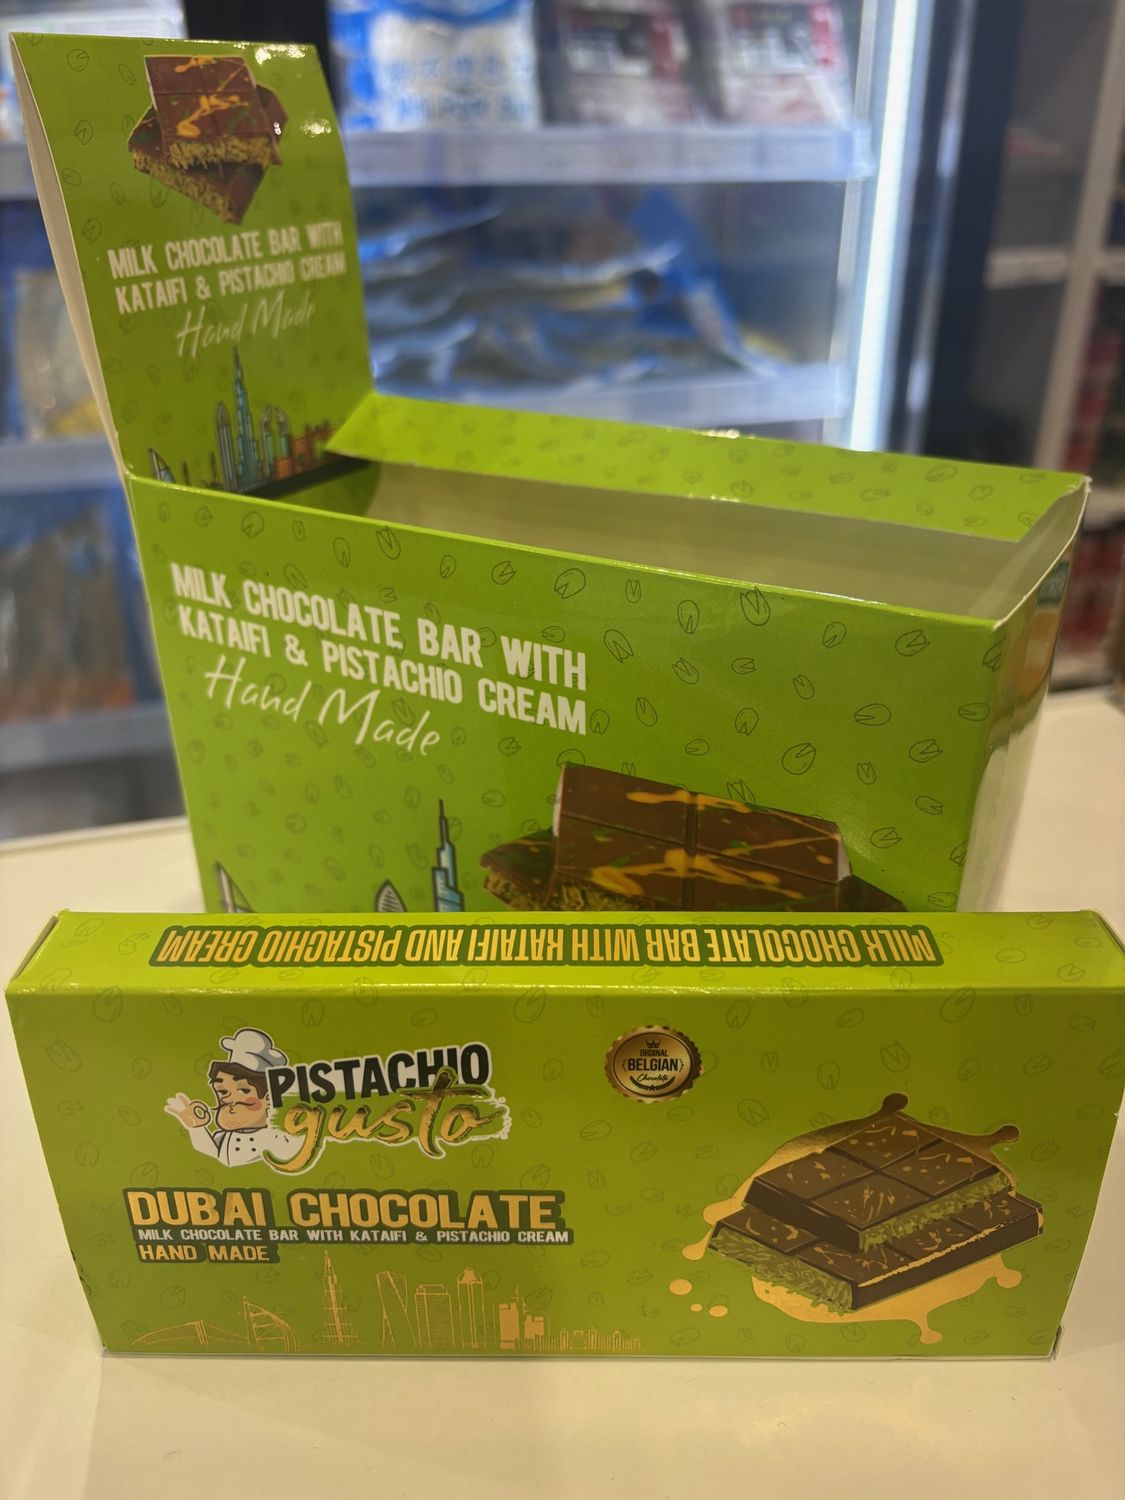 MILK CHOCOLATE BAR WITH
KATAIFI & PISTACHIO CREAM
Hand Made
MILK CHOCOLATE BAR WITH
KATAIFI & PISTACHIO CREAM
Hand Made
MILK CHOCOLATE BAR WITH KATAIFI AND PISTACHIO CREAM
PISTACHIO
gusto
ORGINAL
BELGIAN
Chocolate
DUBAI CHOCOLATE
MILK CHOCOLATE BAR WITH KATAIFI & PISTACHIO CREAM
HAND MADE